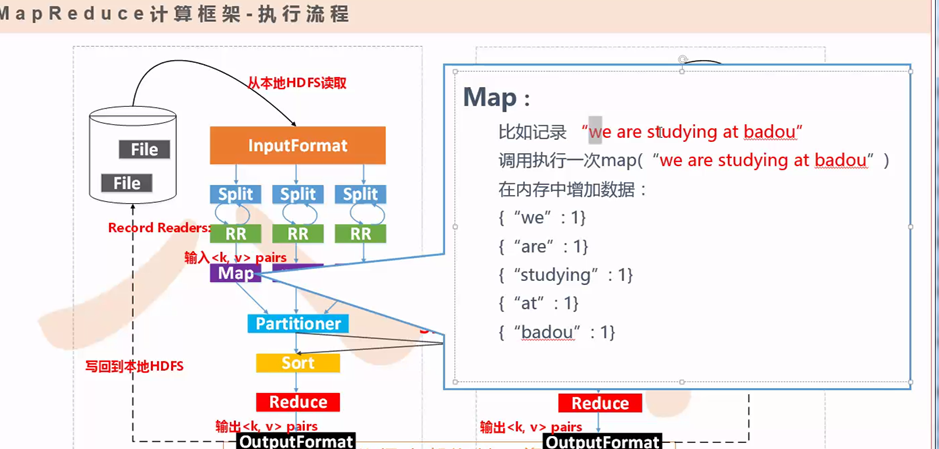 MapReduce计算框架-执行流程
从本地HDFS读取
File
File
InputFormat
Split
Split
Split
Record Readers:
RR
RR
RR
输入<k, v> pairs
Map
Partitioner
Sort
写回到本地HDFS
Reduce
输出<k, v> pairs
OutputFormat
Map：
比如记录 “we are studying at badou”
调用执行一次map(“we are studying at badou”)
在内存中增加数据：
{“we”: 1}
{“are”: 1}
{“studying”: 1}
{“at”: 1}
{“badou”: 1}
Reduce
输出<k, v> pairs
OutputFormat